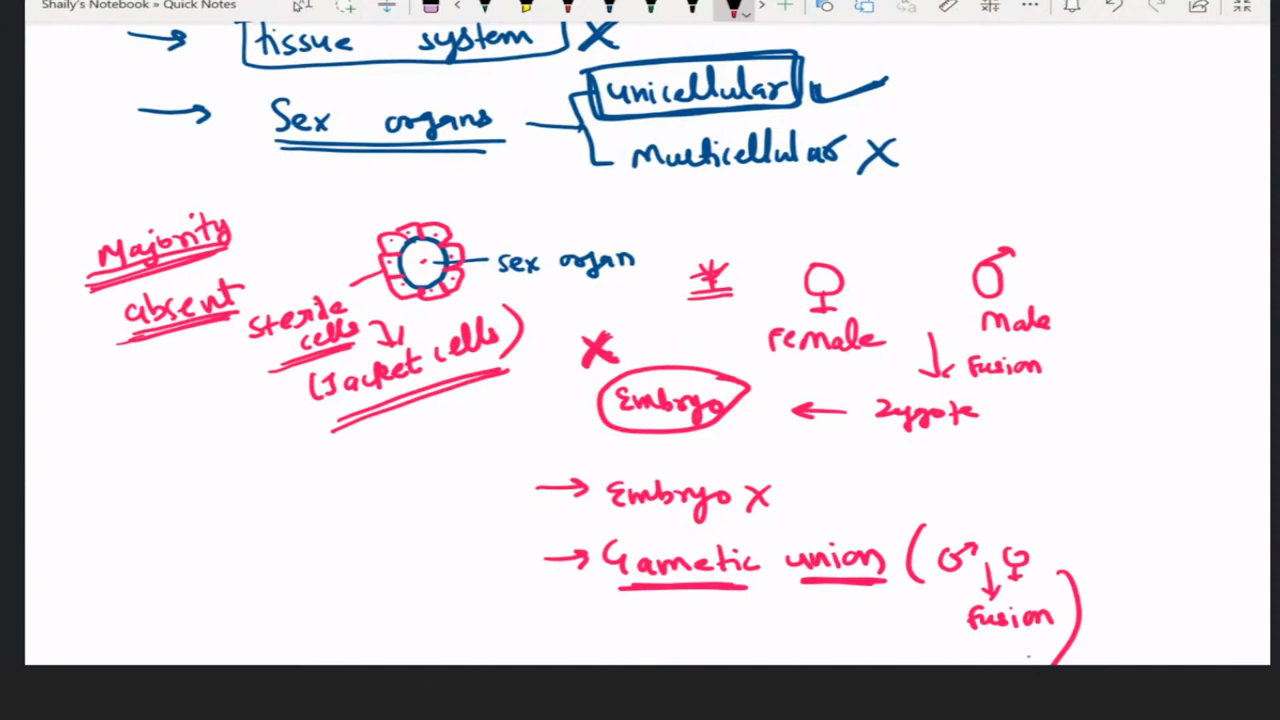 Shaily's Notebook » Quick Notes
tissue system X
Sex organs
unicellular
Multicellular X
Majority
absent
sex organ
Sterile
cells
(Jacket cells)
♀ ♂
Female Male
Fusion
X
Embryo ← Zygote
→ Embryo X
→ Gametic union (♂ ♀
Fusion)